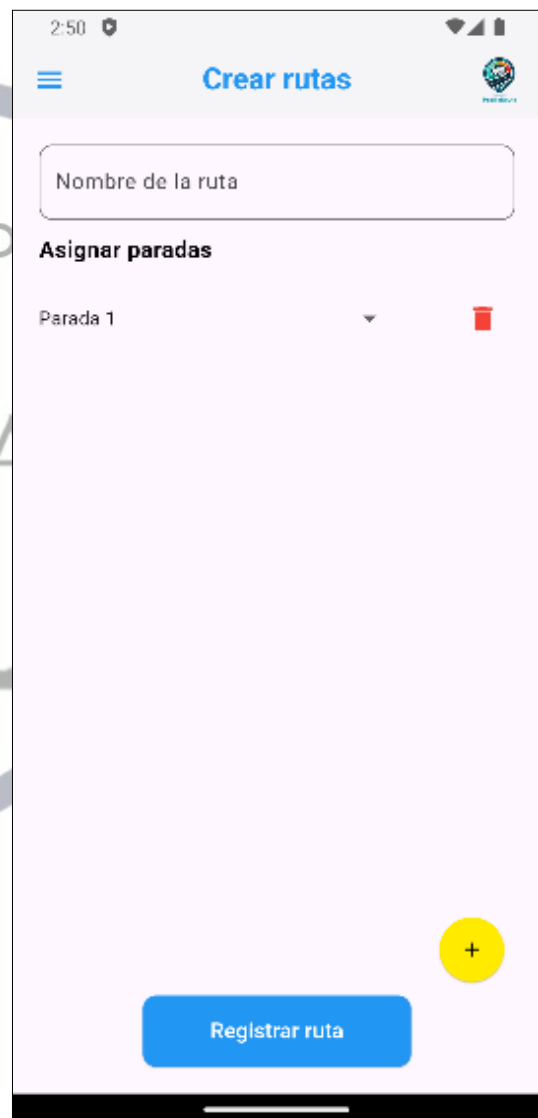 2:50
Crear rutas
Nombre de la ruta
Asignar paradas
Parada 1
+
Registrar ruta